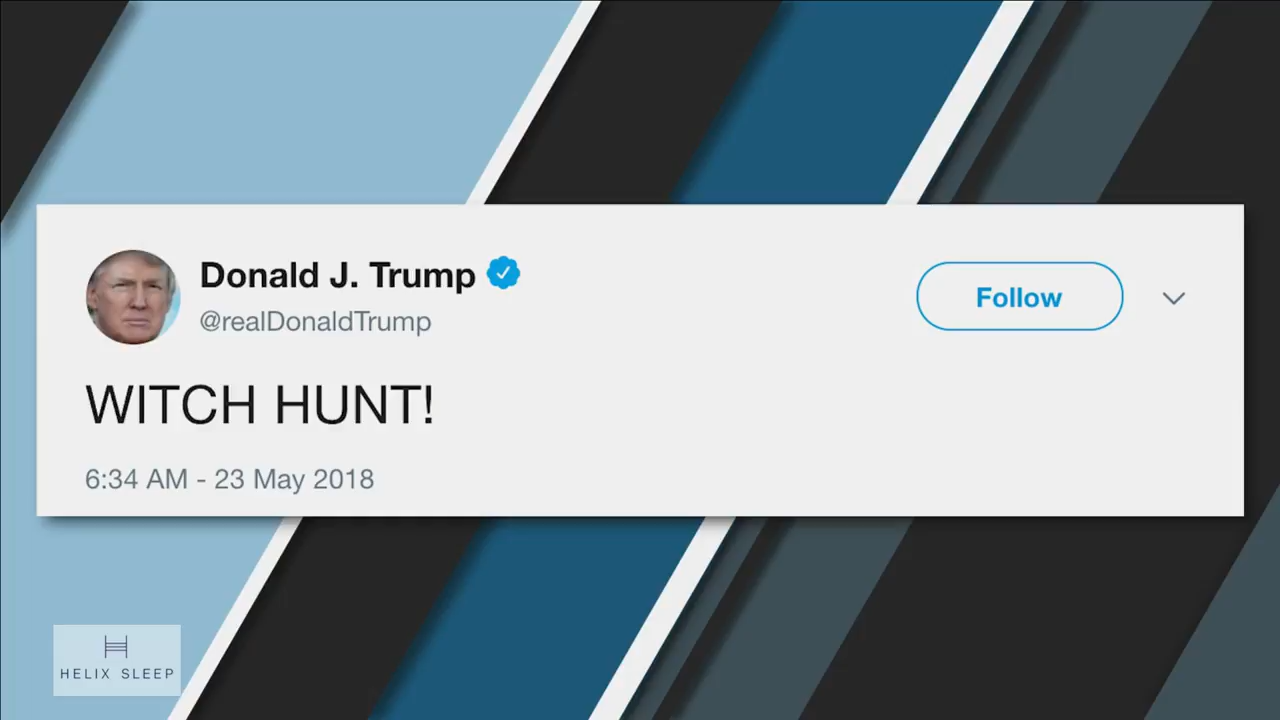 Donald J. Trump
@realDonaldTrump
Follow
WITCH HUNT!
6:34 AM - 23 May 2018
HELIX SLEEP